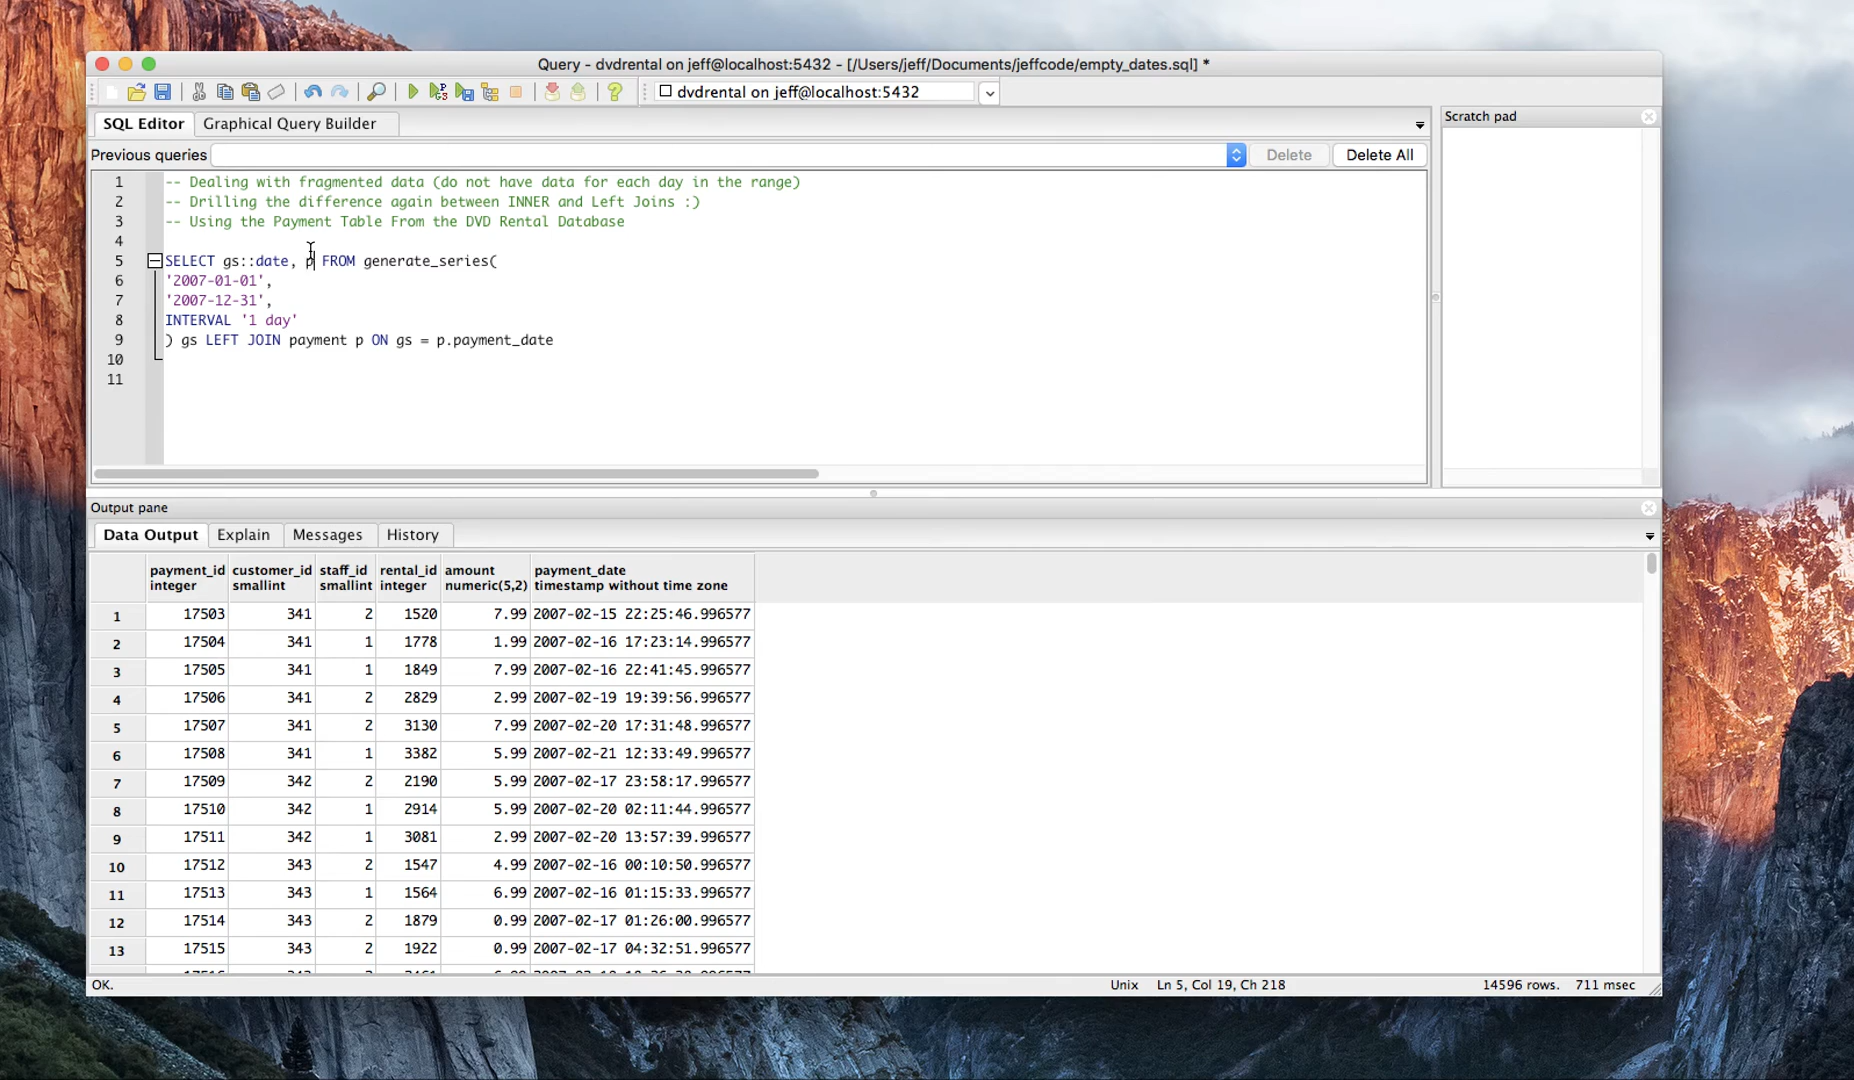 Query - dvdrental on jeff@localhost:5432 - [/Users/jeff/Documents/jeffcode/empty_dates.sql] *
dvdrental on jeff@localhost:5432
SQL Editor Graphical Query Builder
Scratch pad
Previous queries Delete Delete All
1 -- Dealing with fragmented data (do not have data for each day in the range)
2 -- Drilling the difference again between INNER and Left Joins :)
3 -- Using the Payment Table From the DVD Rental Database
4
5 SELECT gs::date, p FROM generate_series(
6 '2007-01-01',
7 '2007-12-31',
8 INTERVAL '1 day'
9 ) gs LEFT JOIN payment p ON gs = p.payment_date
10
11
Output pane
Data Output Explain Messages History
payment_id customer_id staff_id rental_id amount payment_date
integer smallint smallint integer numeric(5,2) timestamp without time zone
1 17503 341 2 1520 7.99 2007-02-15 22:25:46.996577
2 17504 341 1 1778 1.99 2007-02-16 17:23:14.996577
3 17505 341 1 1849 7.99 2007-02-16 22:41:45.996577
4 17506 341 2 2829 2.99 2007-02-19 19:39:56.996577
5 17507 341 2 3130 7.99 2007-02-20 17:31:48.996577
6 17508 341 1 3382 5.99 2007-02-21 12:33:49.996577
7 17509 342 2 2190 5.99 2007-02-17 23:58:17.996577
8 17510 342 1 2914 5.99 2007-02-20 02:11:44.996577
9 17511 342 1 3081 2.99 2007-02-20 13:57:39.996577
10 17512 343 2 1547 4.99 2007-02-16 00:10:50.996577
11 17513 343 1 1564 6.99 2007-02-16 01:15:33.996577
12 17514 343 2 1879 0.99 2007-02-17 01:26:00.996577
13 17515 343 2 1922 0.99 2007-02-17 04:32:51.996577
OK. Unix Ln 5, Col 19, Ch 218 14596 rows. 711 msec